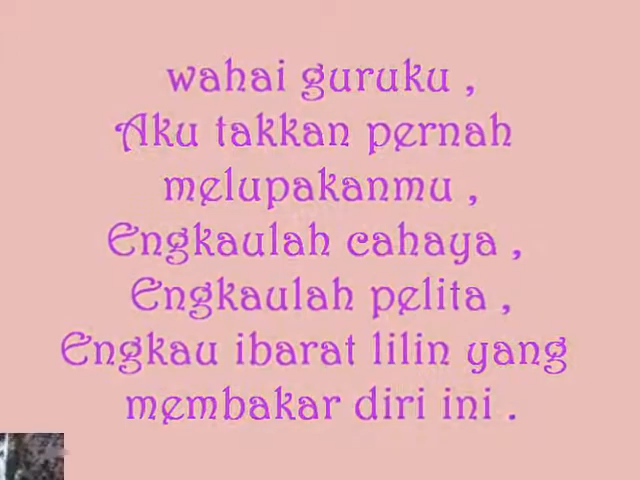 wahai guruku ,
Aku takkan pernah
melupakanmu ,
Engkaulah cahaya ,
Engkaulah pelita ,
Engkau ibarat lilin yang
membakar diri ini .